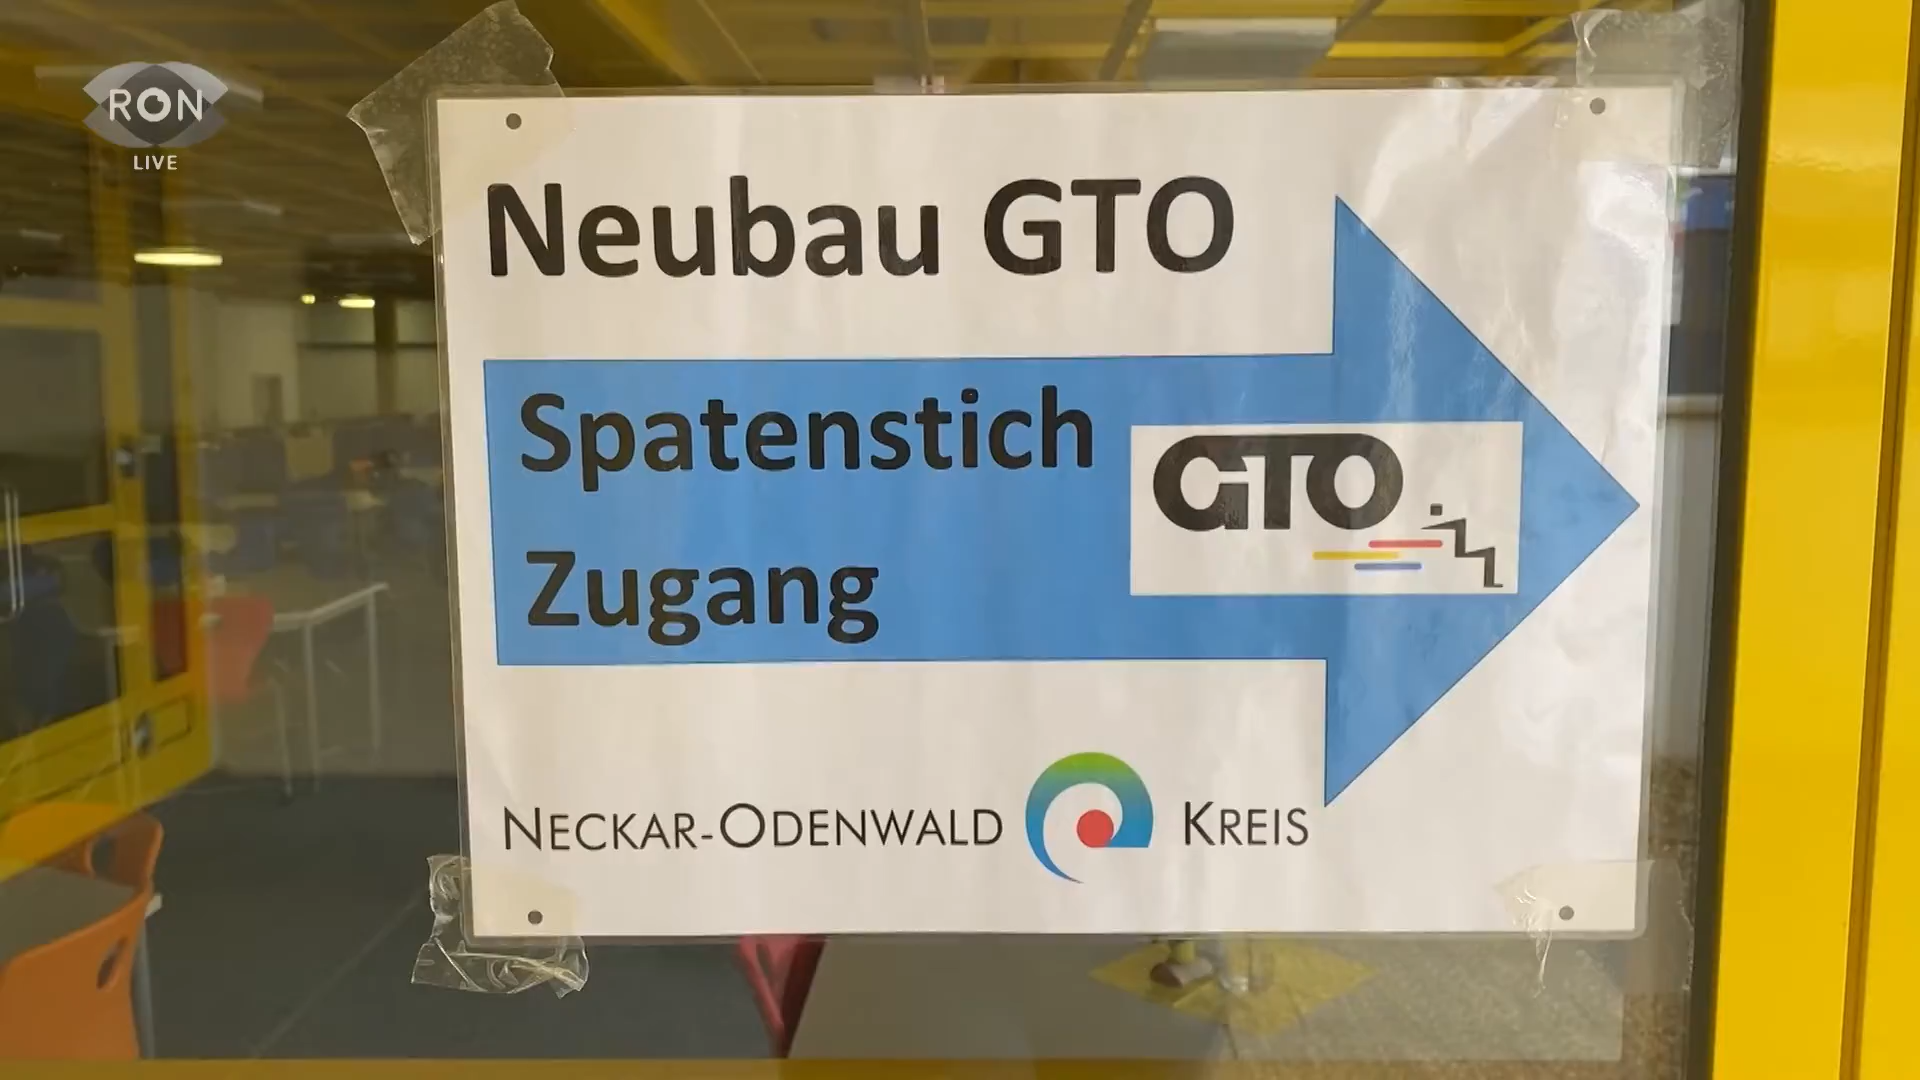 RON
LIVE
Neubau GTO
Spatenstich
GTO
Zugang
NECKAR-ODENWALD KREIS